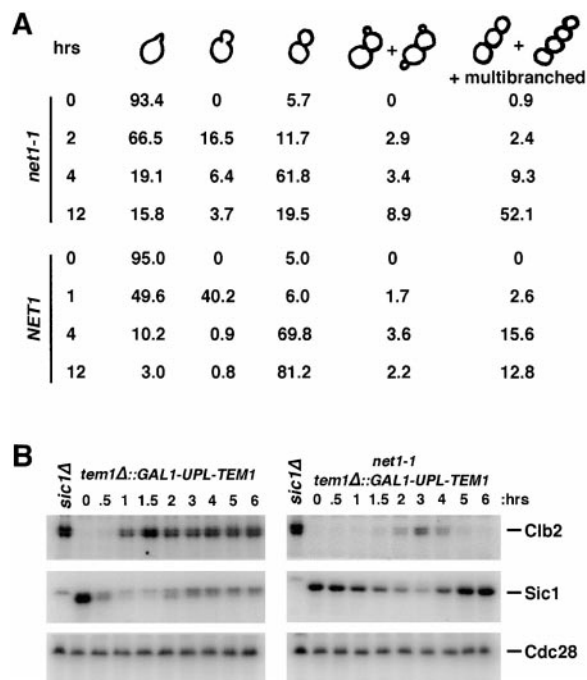 A
hrs
+
+
+ multibranched
net1-1
0 93.4 0 5.7 0 0.9
2 66.5 16.5 11.7 2.9 2.4
4 19.1 6.4 61.8 3.4 9.3
12 15.8 3.7 19.5 8.9 52.1
NET1
0 95.0 0 5.0 0 0
1 49.6 40.2 6.0 1.7 2.6
4 10.2 0.9 69.8 3.6 15.6
12 3.0 0.8 81.2 2.2 12.8
B
sic1Δ
tem1Δ::GAL1-UPL-TEM1
0 .5 1 1.5 2 3 4 5 6
sic1Δ
net1-1
tem1Δ::GAL1-UPL-TEM1
0 .5 1 1.5 2 3 4 5 6 :hrs
Clb2
Sic1
Cdc28